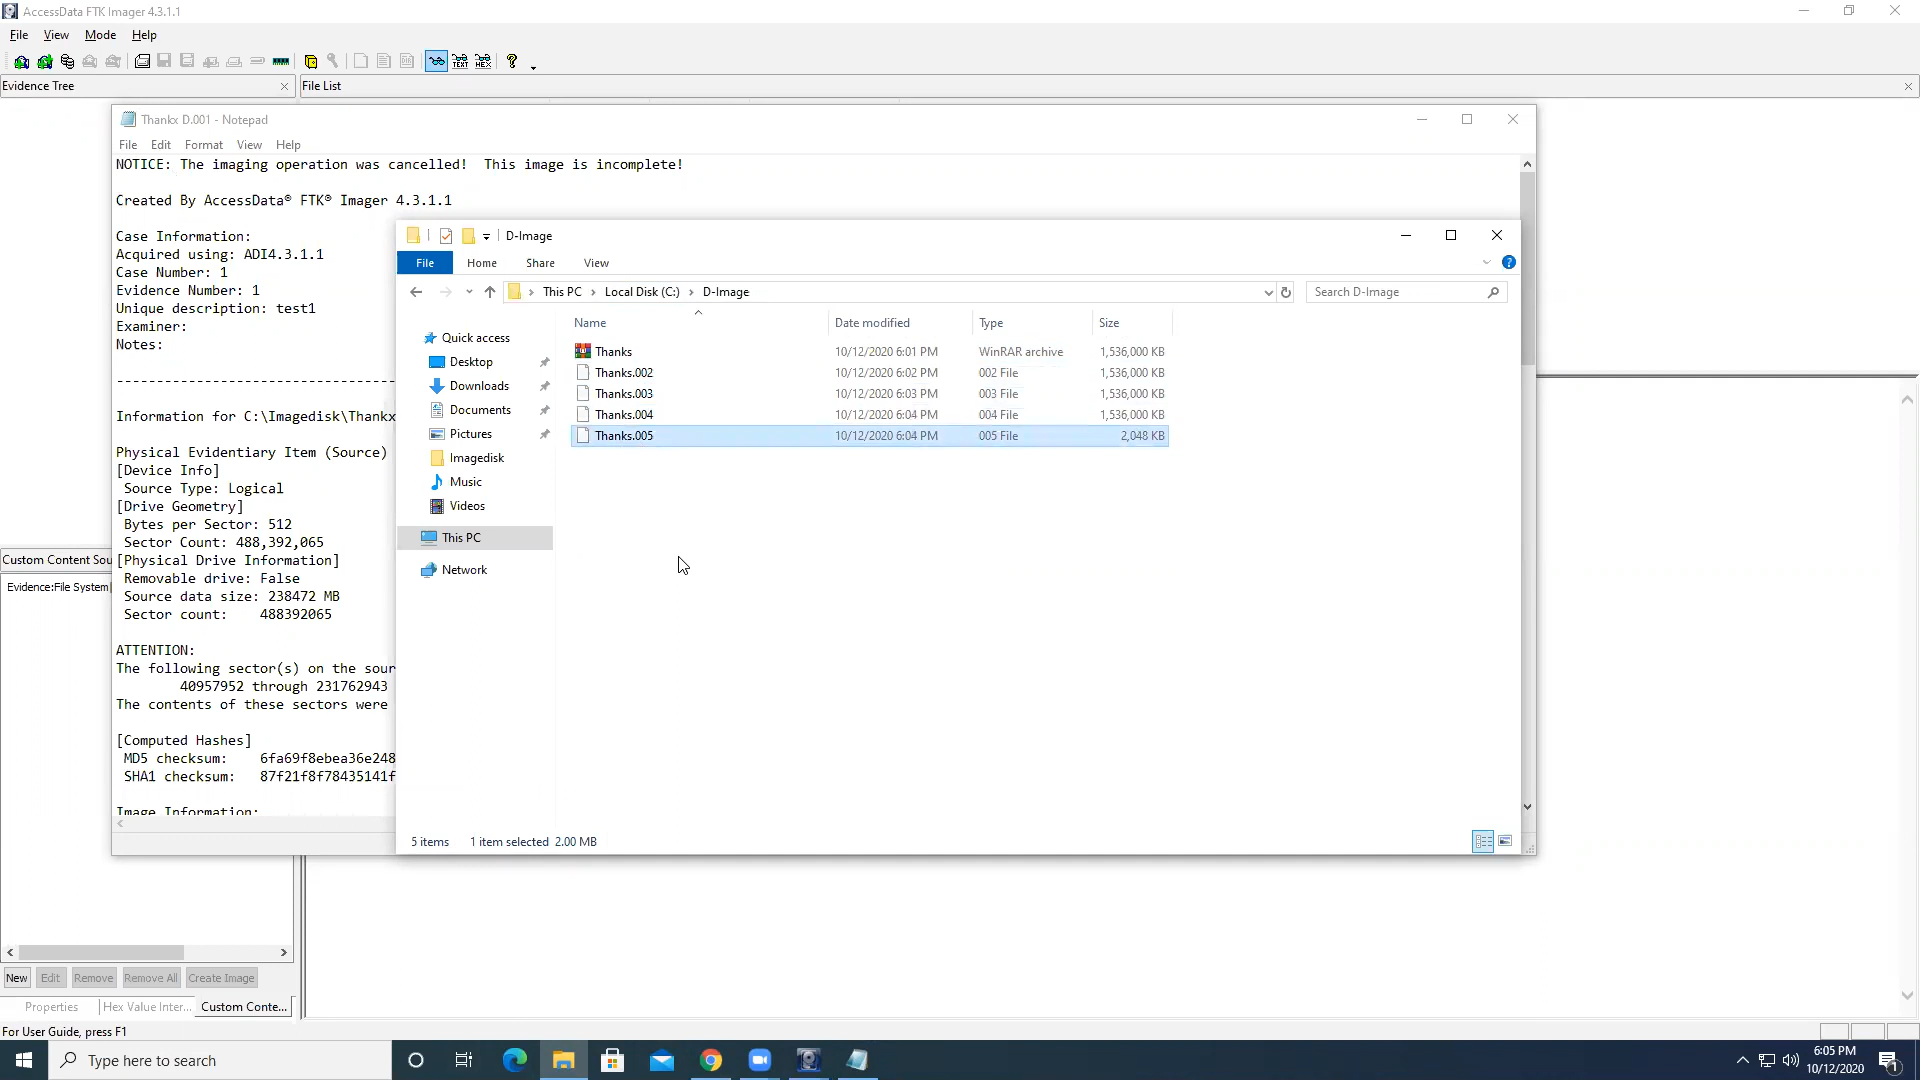 AccessData FTK Imager 4.3.1.1
File View Mode Help
Evidence Tree
File List
Thankx D.001 - Notepad
File Edit Format View Help
NOTICE: The imaging operation was cancelled!  This image is incomplete!
Created By AccessData® FTK® Imager 4.3.1.1
Case Information:
Acquired using: ADI4.3.1.1
Case Number: 1
Evidence Number: 1
Unique description: test1
Examiner:
Notes:
Information for C:\Imagedisk\Thankx
Physical Evidentiary Item (Source)
[Device Info]
Source Type: Logical
[Drive Geometry]
Bytes per Sector: 512
Sector Count: 488,392,065
[Physical Drive Information]
Removable drive: False
Source data size: 238472 MB
Sector count:    488392065
ATTENTION:
The following sector(s) on the sour
40957952 through 231762943
The contents of these sectors were
[Computed Hashes]
MD5 checksum:    6fa69f8ebea36e248
SHA1 checksum:   87f21f8f78435141f
Image Information:
D-Image
File Home Share View
This PC > Local Disk (C:) > D-Image
Search D-Image
Name Date modified Type Size
Thanks 10/12/2020 6:01 PM WinRAR archive 1,536,000 KB
Thanks.002 10/12/2020 6:02 PM 002 File 1,536,000 KB
Thanks.003 10/12/2020 6:03 PM 003 File 1,536,000 KB
Thanks.004 10/12/2020 6:04 PM 004 File 1,536,000 KB
Thanks.005 10/12/2020 6:04 PM 005 File 2,048 KB
Quick access
Desktop
Downloads
Documents
Pictures
Imagedisk
Music
Videos
This PC
Network
5 items 1 item selected 2.00 MB
Custom Content Sou
Evidence:File System
New Edit Remove Remove All Create Image
Properties Hex Value Inter... Custom Conte...
For User Guide, press F1
Type here to search
6:05 PM
10/12/2020
1